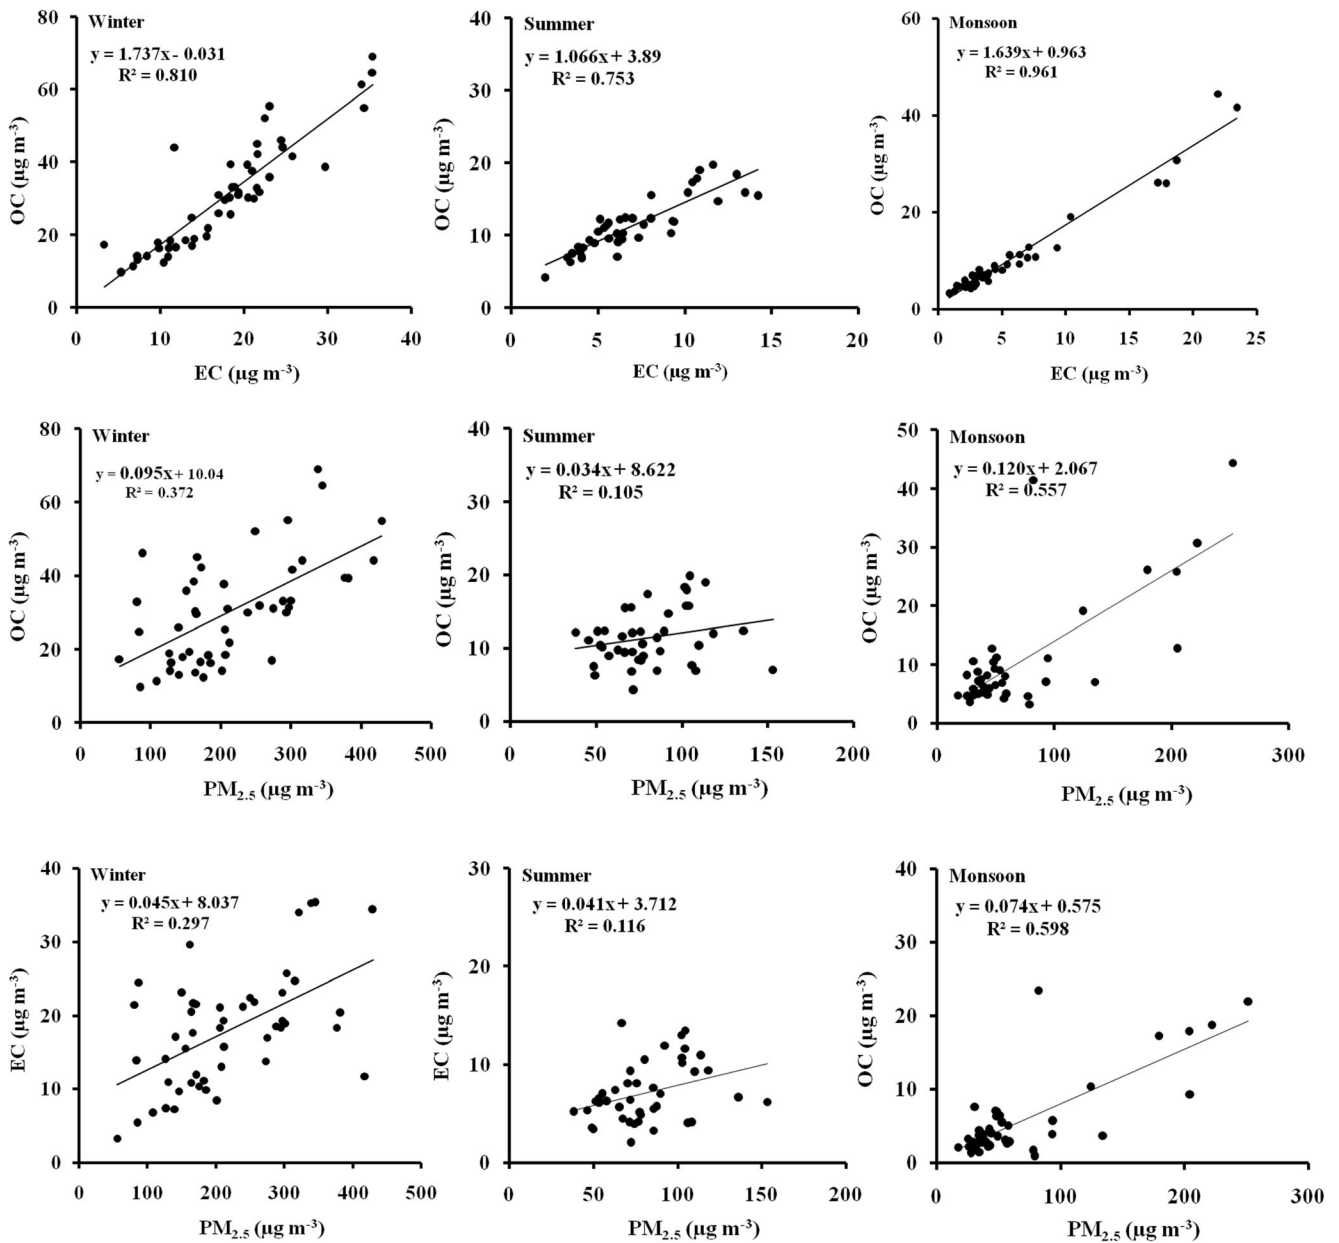 Winter
y = 1.737x - 0.031
R² = 0.810
80
60
40
20
0
OC (µg m-3)
0 10 20 30 40
EC (µg m-3)
Summer
y = 1.066x + 3.89
R² = 0.753
40
30
20
10
0
OC (µg m-3)
0 5 10 15 20
EC (µg m-3)
Monsoon
y = 1.639x + 0.963
R² = 0.961
60
40
20
0
OC (µg m-3)
0 5 10 15 20 25
EC (µg m-3)
Winter
y = 0.095x + 10.04
R² = 0.372
80
60
40
20
0
OC (µg m-3)
0 100 200 300 400 500
PM2.5 (µg m-3)
Summer
y = 0.034x + 8.622
R² = 0.105
40
30
20
10
0
OC (µg m-3)
0 50 100 150 200
PM2.5 (µg m-3)
Monsoon
y = 0.120x + 2.067
R² = 0.557
50
40
30
20
10
0
OC (µg m-3)
0 100 200 300
PM2.5 (µg m-3)
Winter
y = 0.045x + 8.037
R² = 0.297
40
30
20
10
0
EC (µg m-3)
0 100 200 300 400 500
PM2.5 (µg m-3)
Summer
y = 0.041x + 3.712
R² = 0.116
30
20
10
0
EC (µg m-3)
0 50 100 150 200
PM2.5 (µg m-3)
Monsoon
y = 0.074x + 0.575
R² = 0.598
40
30
20
10
0
OC (µg m-3)
0 100 200 300
PM2.5 (µg m-3)